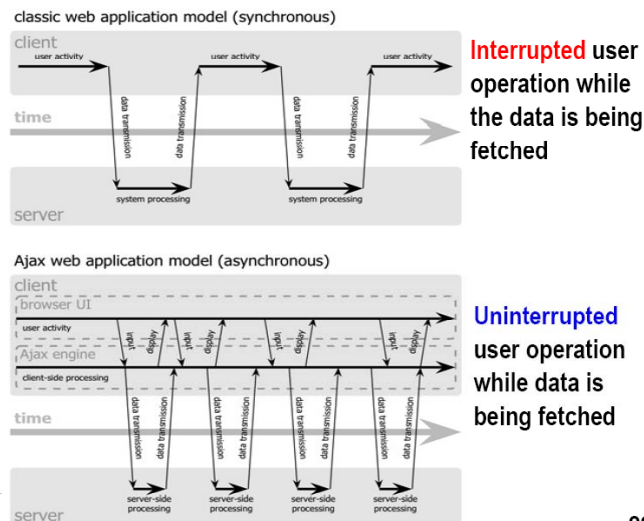 classic web application model (synchronous)
client
user activity
user activity
user activity
data transmission
data transmission
data transmission
data transmission
time
system processing
system processing
server
Interrupted user
operation while
the data is being
fetched
Ajax web application model (asynchronous)
client
browser UI
user activity
input
display
input
display
input
display
input
display
Ajax engine
client-side processing
data transmission
data transmission
data transmission
data transmission
data transmission
data transmission
data transmission
data transmission
time
server-side
processing
server-side
processing
server-side
processing
server-side
processing
server
Uninterrupted
user operation
while data is
being fetched